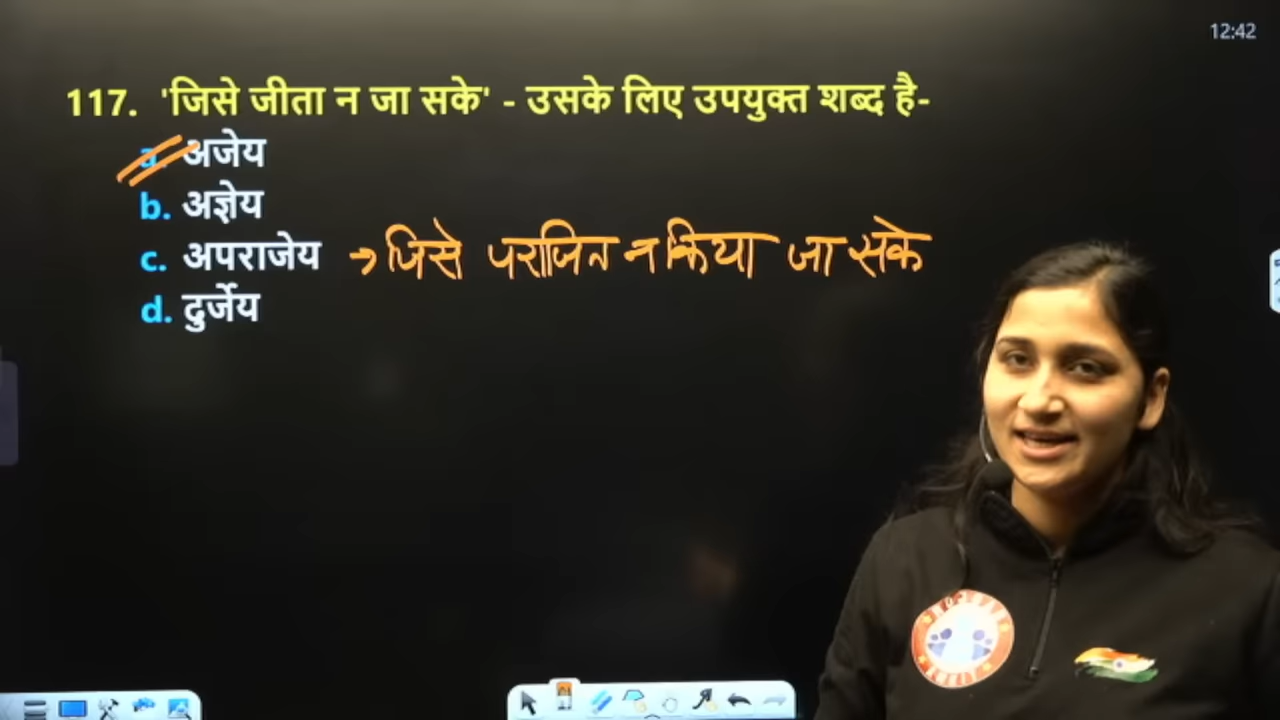 12:42
117. 'जिसे जीता न जा सके' - उसके लिए उपयुक्त शब्द है-
a. अजेय
b. अज्ञेय
c. अपराजेय → जिसे पराजित न किया जा सके
d. दुर्जेय